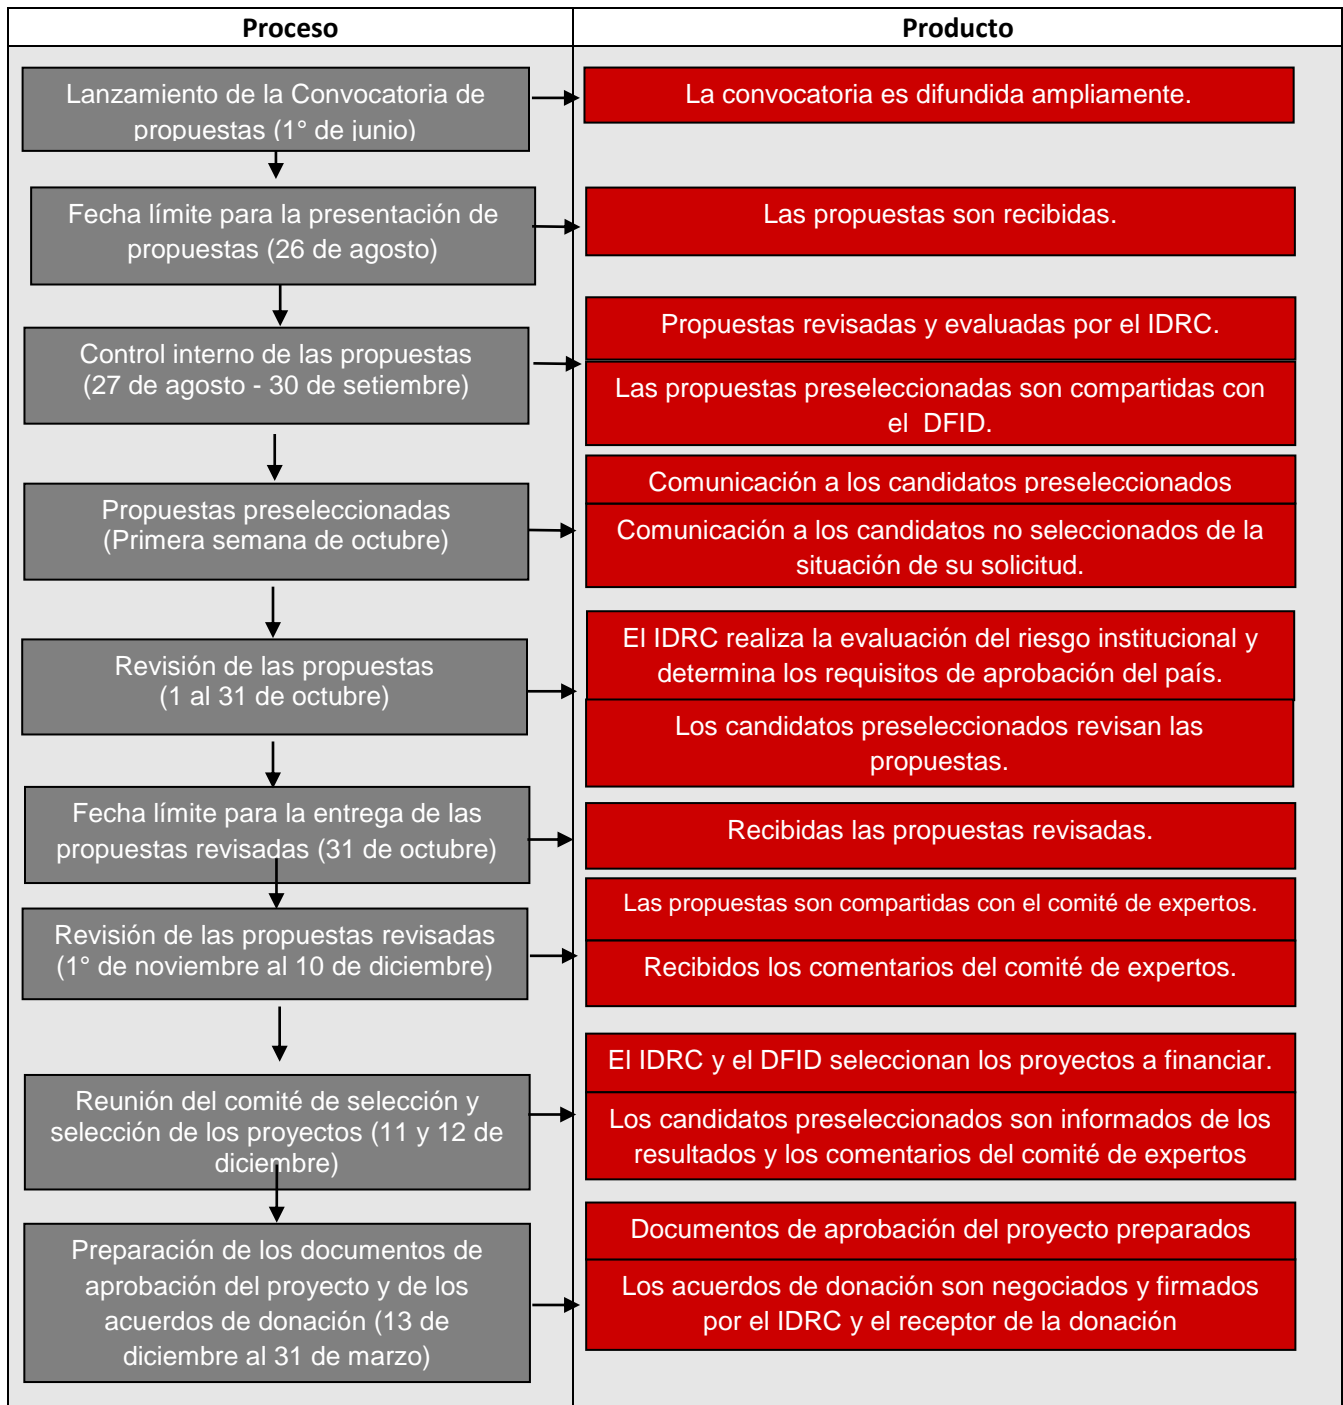 Proceso
Producto
Lanzamiento de la Convocatoria de
propuestas (1° de junio)
La convocatoria es difundida ampliamente.
Fecha límite para la presentación de
propuestas (26 de agosto)
Las propuestas son recibidas.
Control interno de las propuestas
(27 de agosto - 30 de setiembre)
Propuestas revisadas y evaluadas por el IDRC.
Las propuestas preseleccionadas son compartidas con
el DFID.
Propuestas preseleccionadas
(Primera semana de octubre)
Comunicación a los candidatos preseleccionados
Comunicación a los candidatos no seleccionados de la
situación de su solicitud.
Revisión de las propuestas
(1 al 31 de octubre)
El IDRC realiza la evaluación del riesgo institucional y
determina los requisitos de aprobación del país.
Los candidatos preseleccionados revisan las
propuestas.
Fecha límite para la entrega de las
propuestas revisadas (31 de octubre)
Recibidas las propuestas revisadas.
Revisión de las propuestas revisadas
(1° de noviembre al 10 de diciembre)
Las propuestas son compartidas con el comité de expertos.
Recibidos los comentarios del comité de expertos.
Reunión del comité de selección y
selección de los proyectos (11 y 12 de
diciembre)
El IDRC y el DFID seleccionan los proyectos a financiar.
Los candidatos preseleccionados son informados de los
resultados y los comentarios del comité de expertos
Preparación de los documentos de
aprobación del proyecto y de los
acuerdos de donación (13 de
diciembre al 31 de marzo)
Documentos de aprobación del proyecto preparados
Los acuerdos de donación son negociados y firmados
por el IDRC y el receptor de la donación